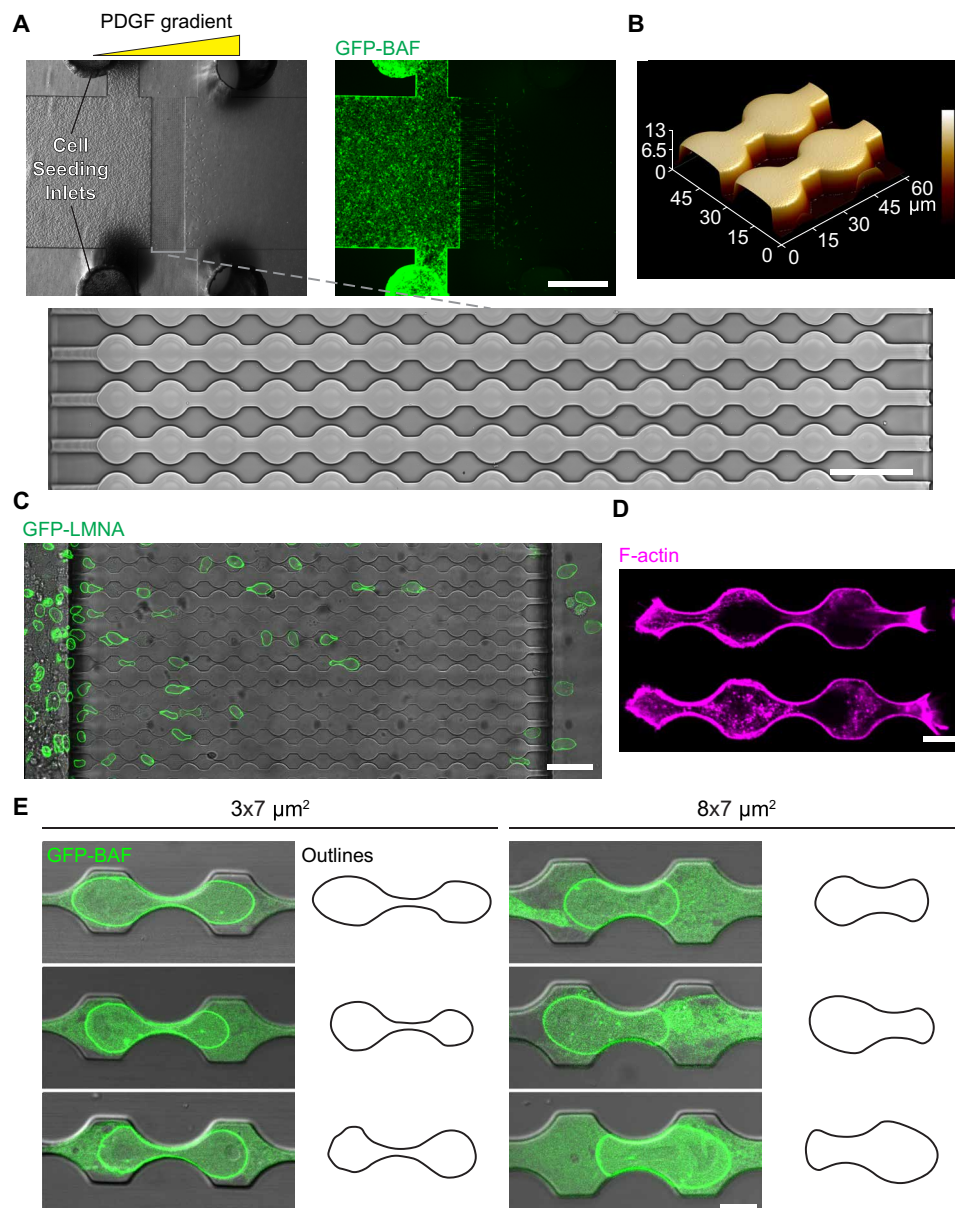 A
PDGF gradient
Cell
Seeding
Inlets
GFP-BAF
B
13
6.5
0
45
30
15
0
0
15
30
45
60
µm
C
GFP-LMNA
D
F-actin
E
3x7 µm²
8x7 µm²
GFP-BAF
Outlines